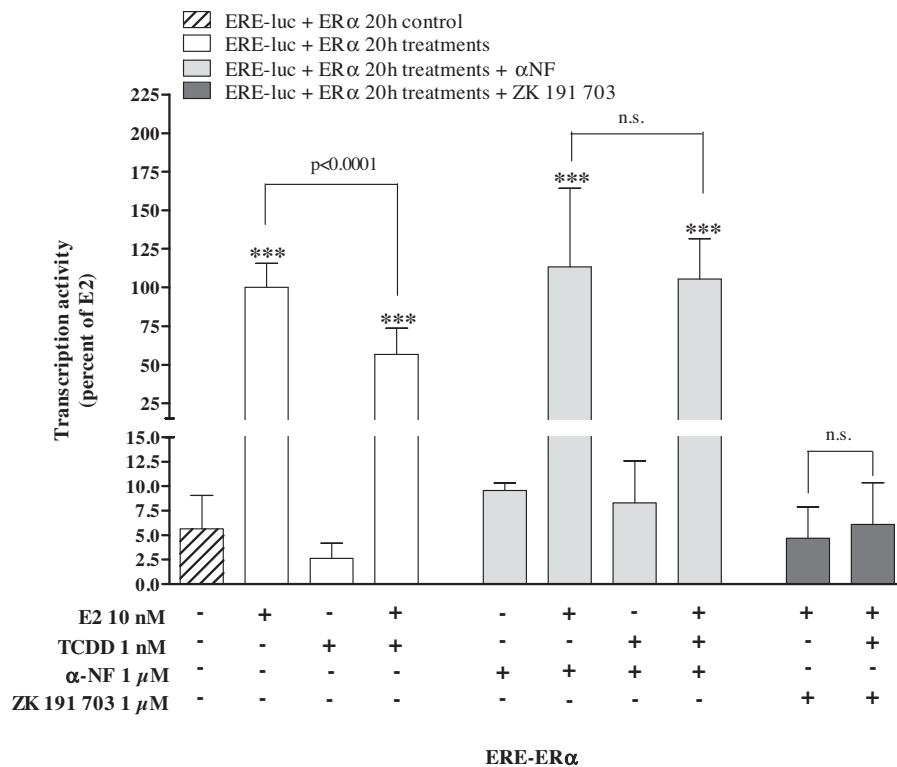 ERE-luc + ERα 20h control
ERE-luc + ERα 20h treatments
ERE-luc + ERα 20h treatments + αNF
ERE-luc + ERα 20h treatments + ZK 191 703
Transcription activity
(percent of E2)
225
200
175
150
125
100
75
50
25
15.0
12.5
10.0
7.5
5.0
2.5
0.0
p<0.0001
n.s.
n.s.
***
***
***
***
E2 10 nM - + - + - + - + + +
TCDD 1 nM - - + + - - + + - +
α-NF 1 µM - - - - + + + + - -
ZK 191 703 1 µM - - - - - - - - + +
ERE-ERα